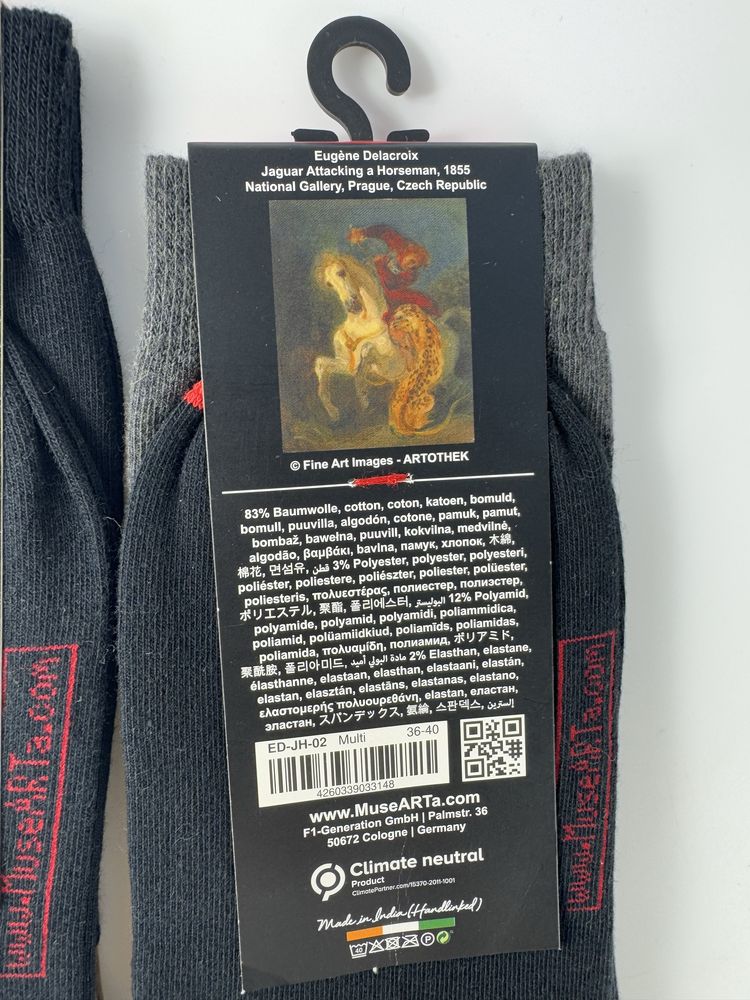 Eugène Delacroix
Jaguar Attacking a Horseman, 1855
National Gallery, Prague, Czech Republic
© Fine Art Images - ARTOTHEK
83% Baumwolle, cotton, coton, katoen, bomuld,
bomull, puuvilla, algodón, cotone, pamuk, pamut,
bombaž, bawełna, puuvill, kokvilna, medvilnė,
algodão, βαμβάκι, bavlna, памук, хлопок, 木綿,
棉花, 면섬유, قطن 3% Polyester, polyester, polyesteri,
poliéster, poliestere, poliészter, poliester, polüester,
poliesteris, πολυεστέρας, полиестер, полиэстер,
ポリエステル, 聚酯, 폴리에스터, البوليستر 12% Polyamid,
polyamide, polyamid, polyamidi, poliammidica,
poliamid, polüamiidkiud, poliamīds, poliamidas,
poliamida, πολυαμίδη, полиамид, ポリアミド,
聚酰胺, 폴리아미드, مادة البولي أميد 2% Elasthan, elastane,
élasthanne, elastaan, elasthan, elastaani, elastán,
elastan, elasztán, elastāns, elastanas, elastano,
ελαστομερής πολυουρεθάνη, elastan, еластан,
эластан, スパンデックス, 氨綸, 스판덱스, إلسترين
ED-JH-02 Multi 36-40
4260339033148
www.MuseARTa.com
F1-Generation GmbH | Palmstr. 36
50672 Cologne | Germany
Climate neutral
Product
ClimatePartner.com/15370-2011-1001
Made in India (Handlinked)
40
P
www.MuseARTa.com
www.MuseARTa.com